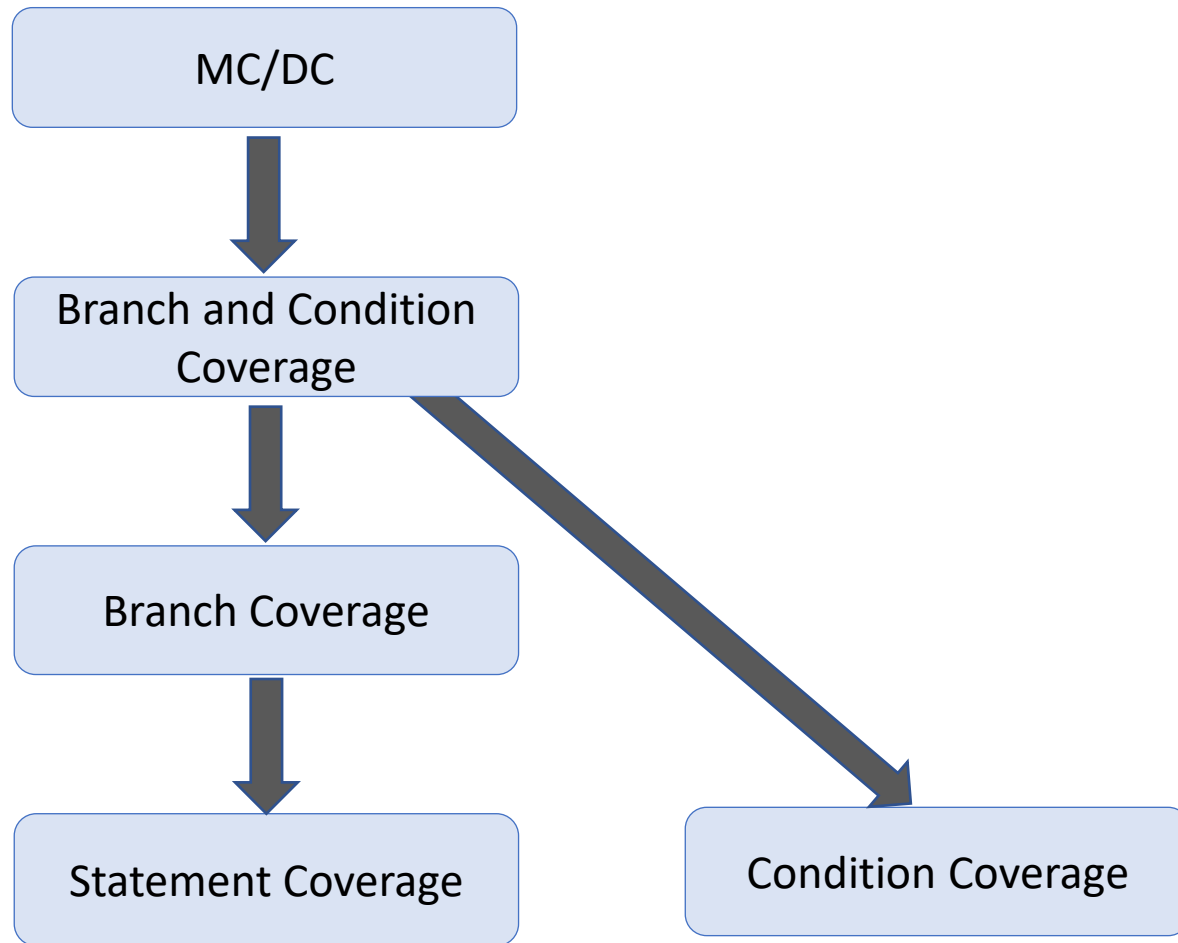 MC/DC
Branch and Condition
Coverage
Branch Coverage
Statement Coverage
Condition Coverage